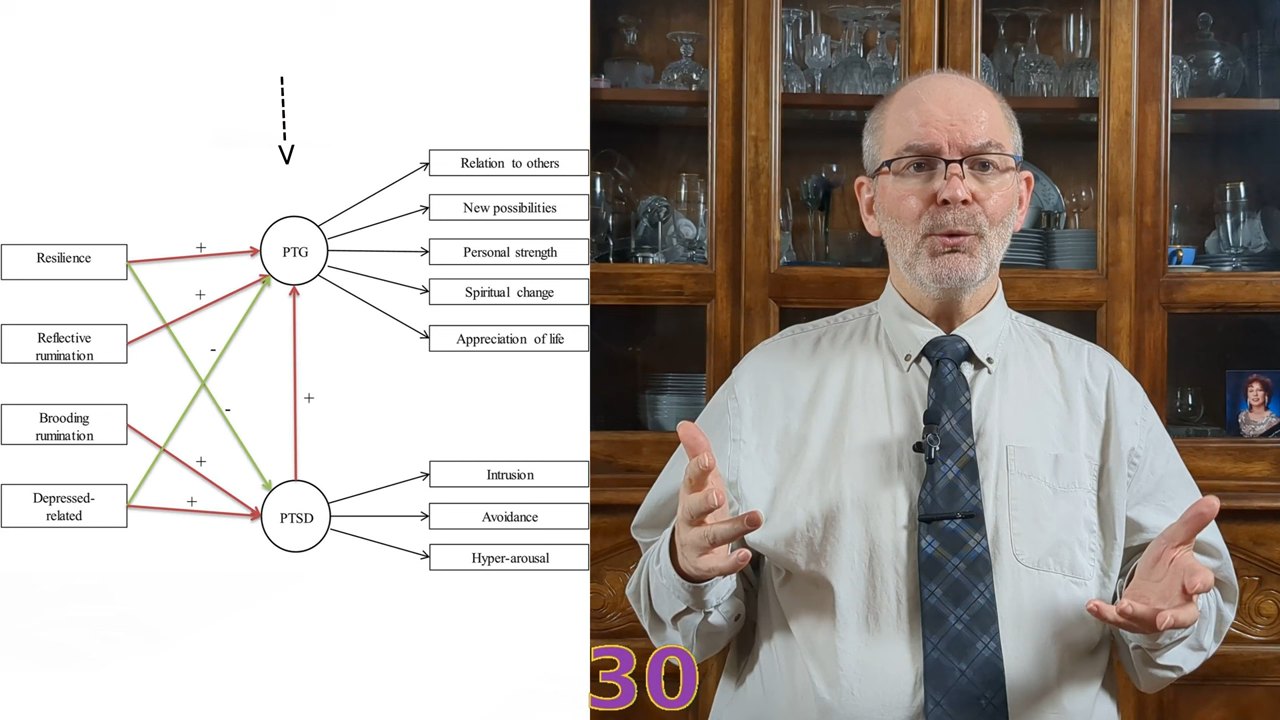 Relation to others
New possibilities
Resilience
+
PTG
Personal strength
+
Spiritual change
Reflective
rumination
-
Appreciation of life
+
-
Brooding
rumination
+
Intrusion
Depressed-
related
+
PTSD
Avoidance
Hyper-arousal
30